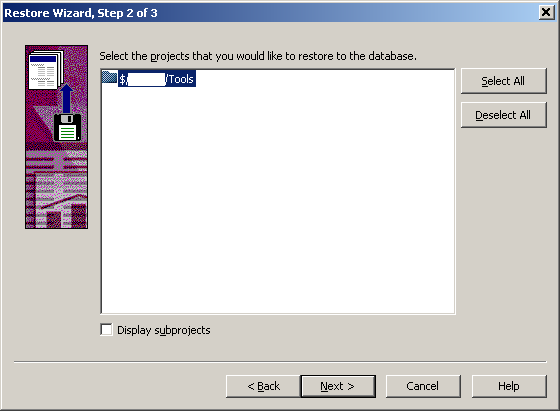 Restore Wizard, Step 2 of 3
Select the projects that you would like to restore to the database.
$/ /Tools
Select All
Deselect All
Display subprojects
< Back
Next >
Cancel
Help